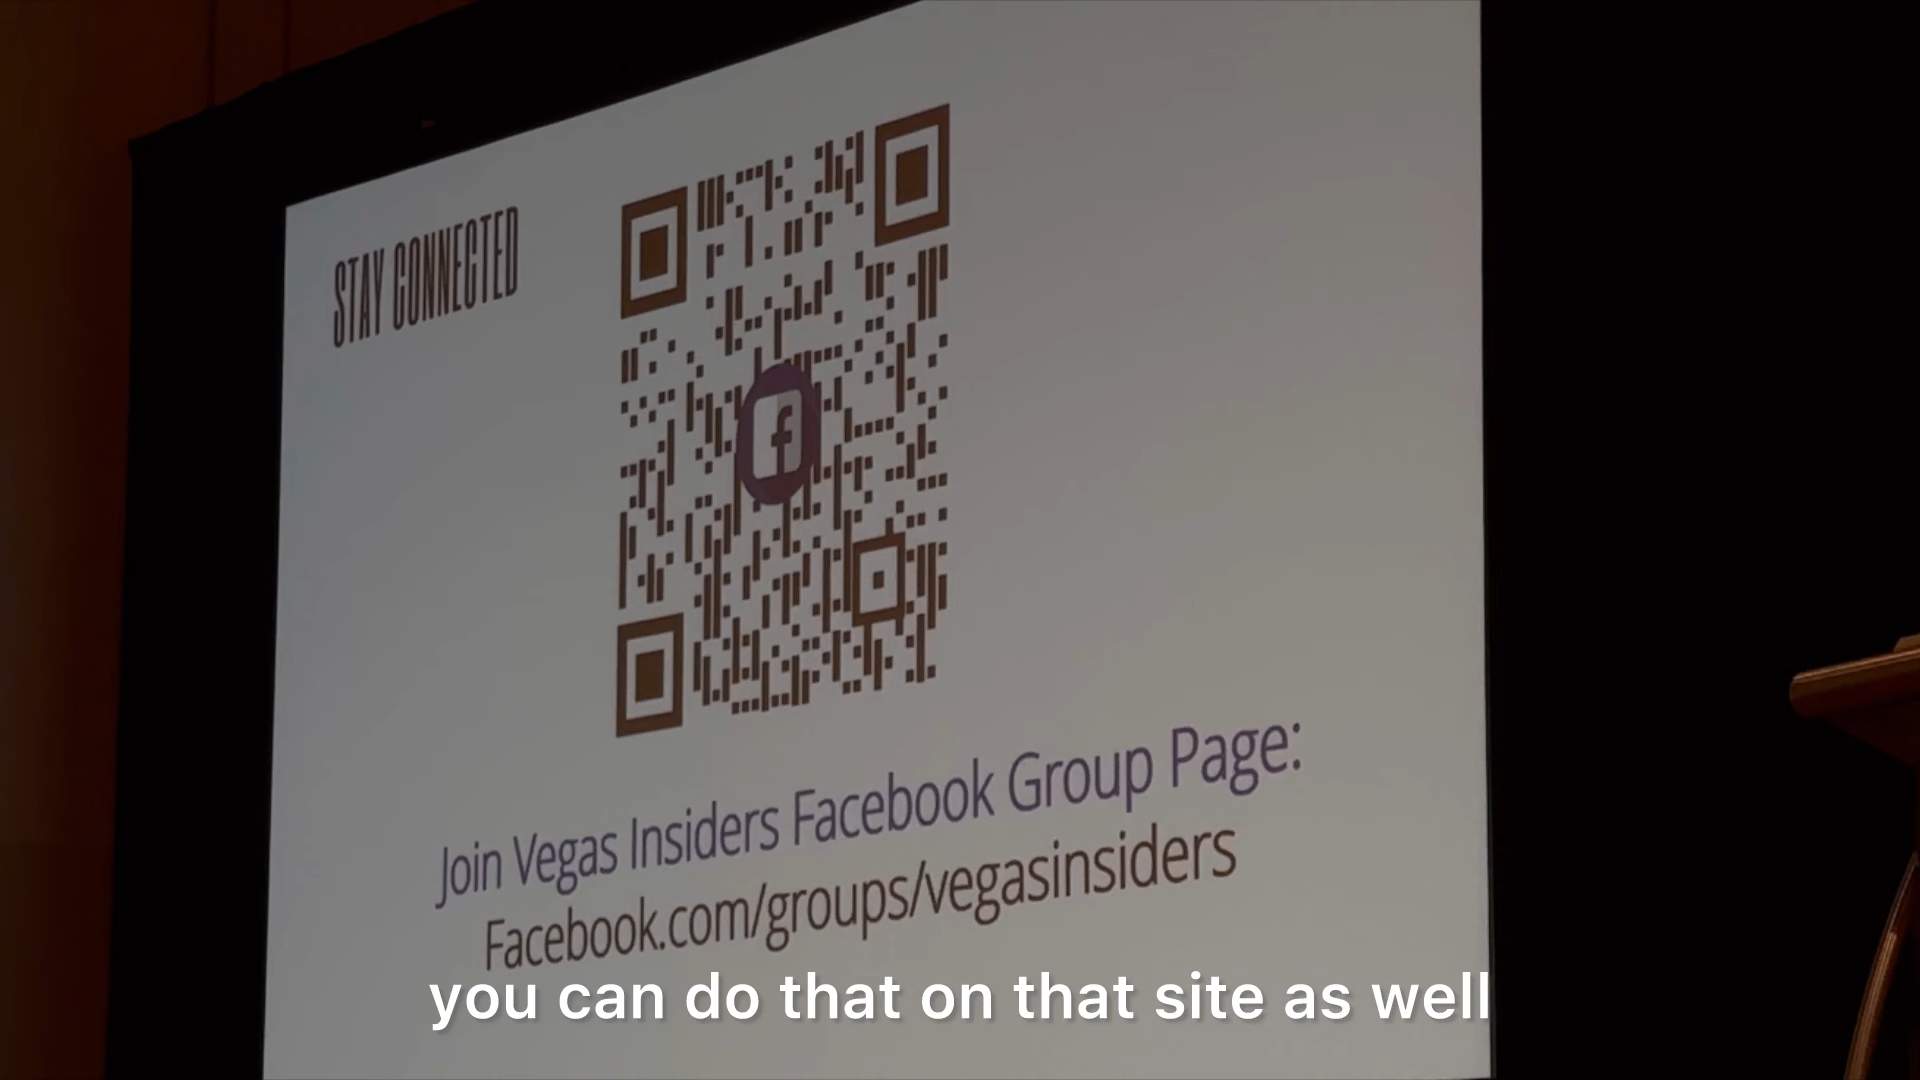 STAY CONNECTED
f
Join Vegas Insiders Facebook Group Page:
Facebook.com/groups/vegasinsiders
you can do that on that site as well